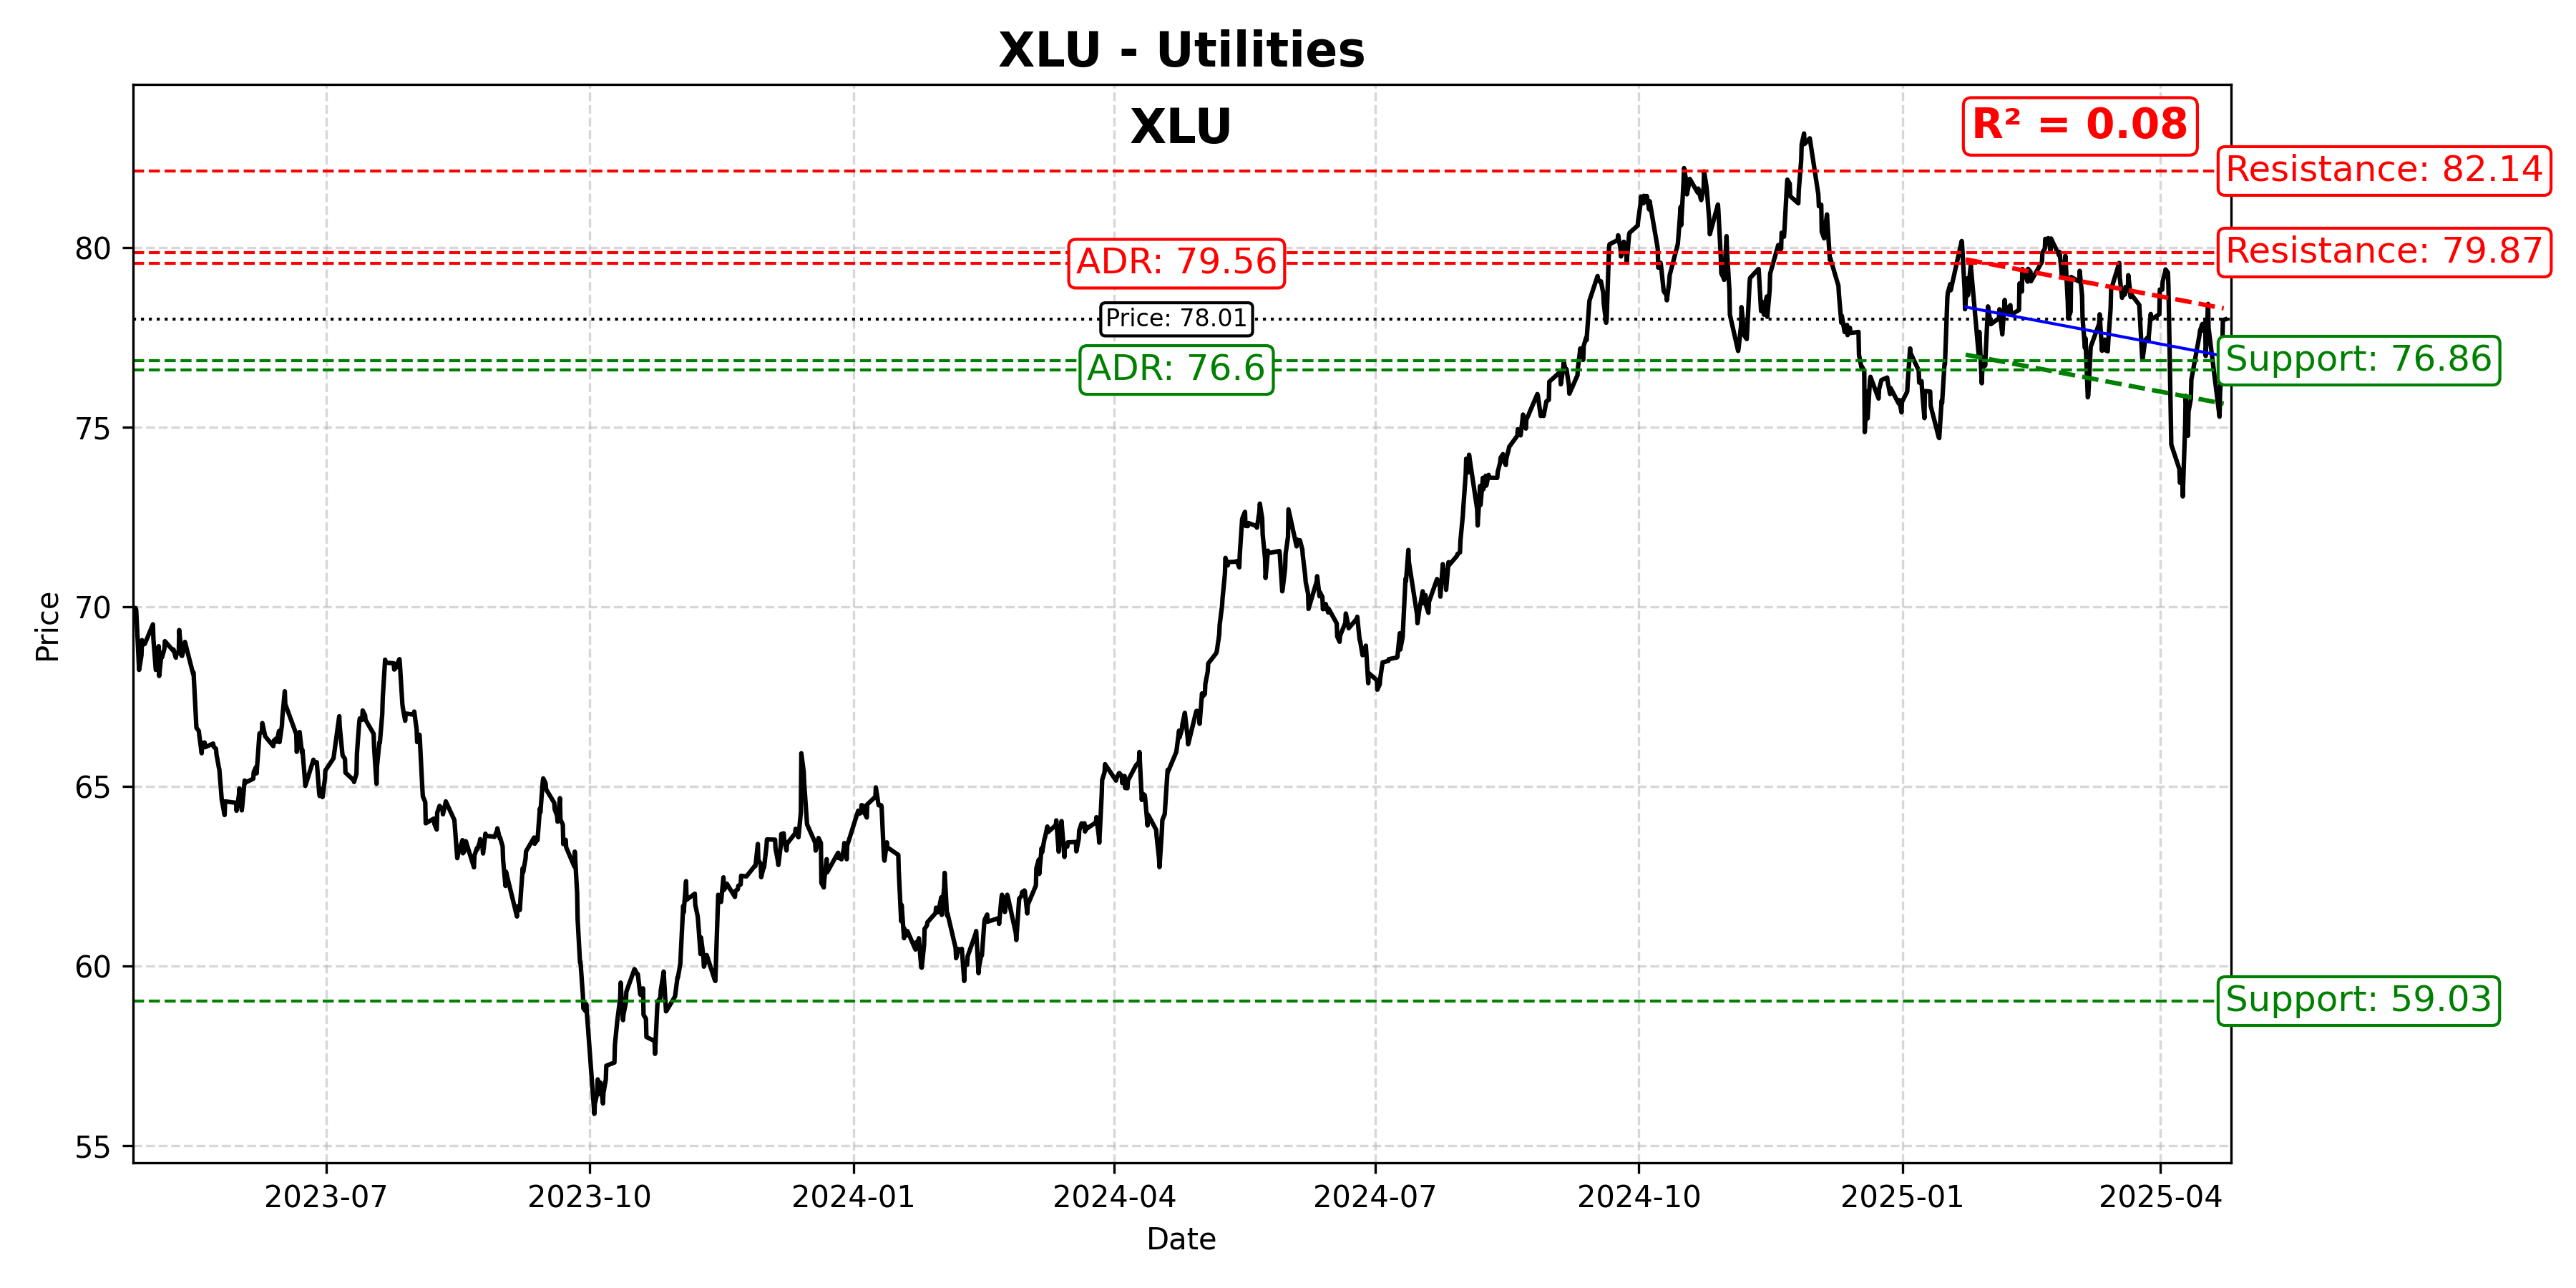 XLU - Utilities
XLU
R² = 0.08
Resistance: 82.14
Resistance: 79.87
ADR: 79.56
Price: 78.01
Support: 76.86
ADR: 76.6
Support: 59.03
80
75
70
65
60
55
Price
2023-07
2023-10
2024-01
2024-04
2024-07
2024-10
2025-01
2025-04
Date